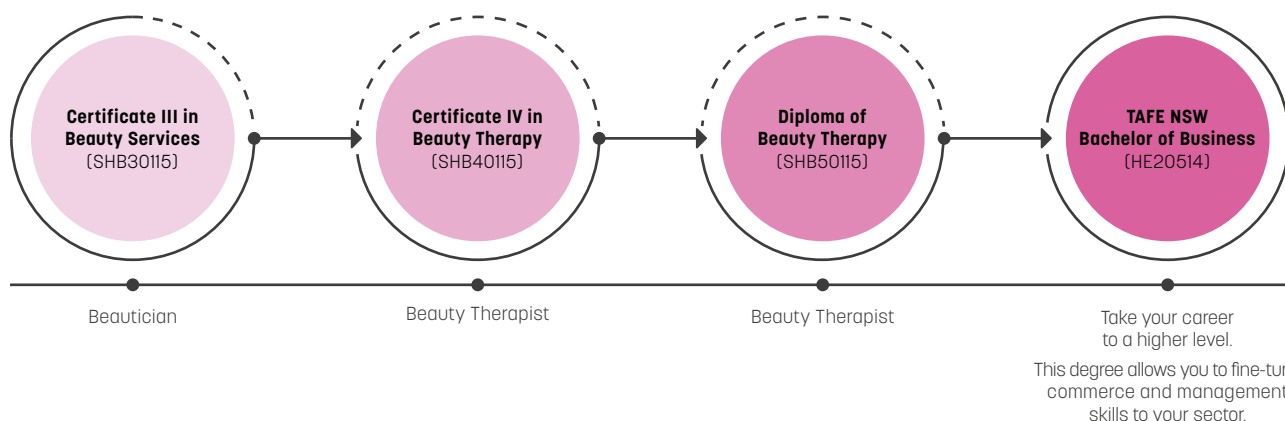 Certificate III in
Beauty Services
(SHB30115)
Certificate IV in
Beauty Therapy
(SHB40115)
Diploma of
Beauty Therapy
(SHB50115)
TAFE NSW
Bachelor of Business
(HE20514)
Beautician
Beauty Therapist
Beauty Therapist
Take your career
to a higher level.
This degree allows you to
commerce and management
skills to your sector.